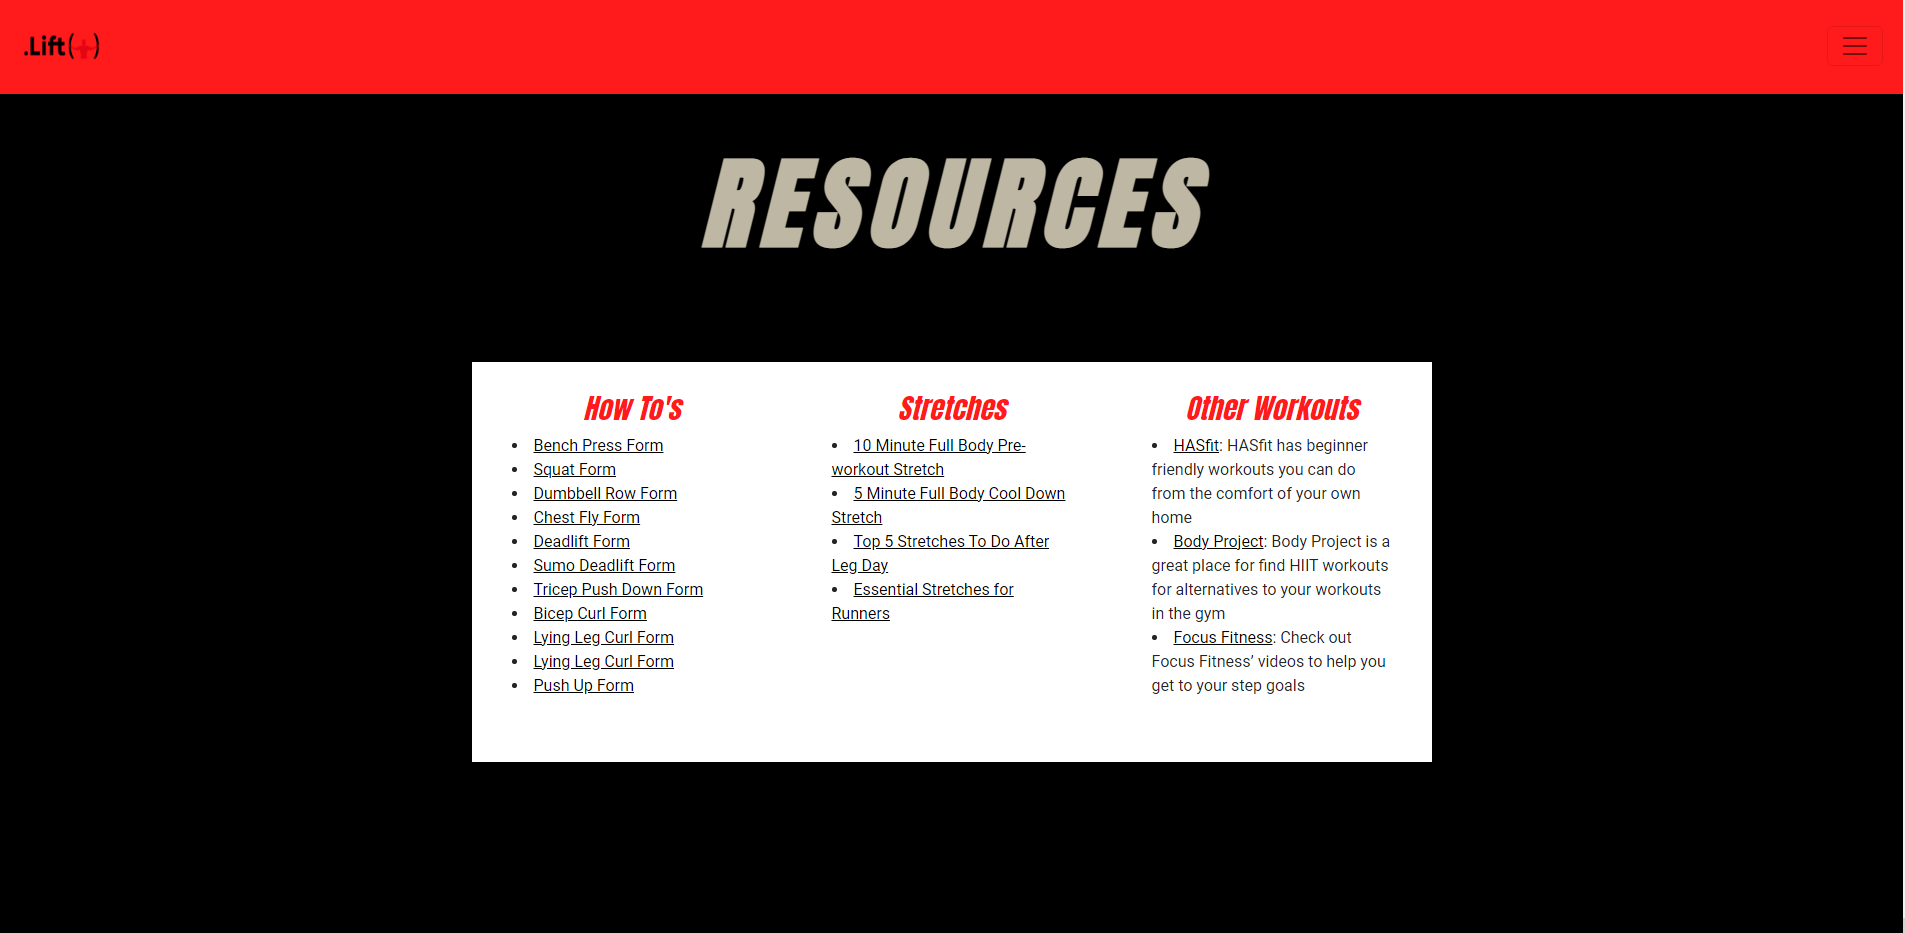 .Lift( )
RESOURCES
How To's
Bench Press Form
Squat Form
Dumbbell Row Form
Chest Fly Form
Deadlift Form
Sumo Deadlift Form
Tricep Push Down Form
Bicep Curl Form
Lying Leg Curl Form
Lying Leg Curl Form
Push Up Form
Stretches
10 Minute Full Body Pre-
workout Stretch
5 Minute Full Body Cool Down
Stretch
Top 5 Stretches To Do After
Leg Day
Essential Stretches for
Runners
Other Workouts
HASfit: HASfit has beginner
friendly workouts you can do
from the comfort of your own
home
Body Project: Body Project is a
great place for find HIIT workouts
for alternatives to your workouts
in the gym
Focus Fitness: Check out
Focus Fitness’ videos to help you
get to your step goals